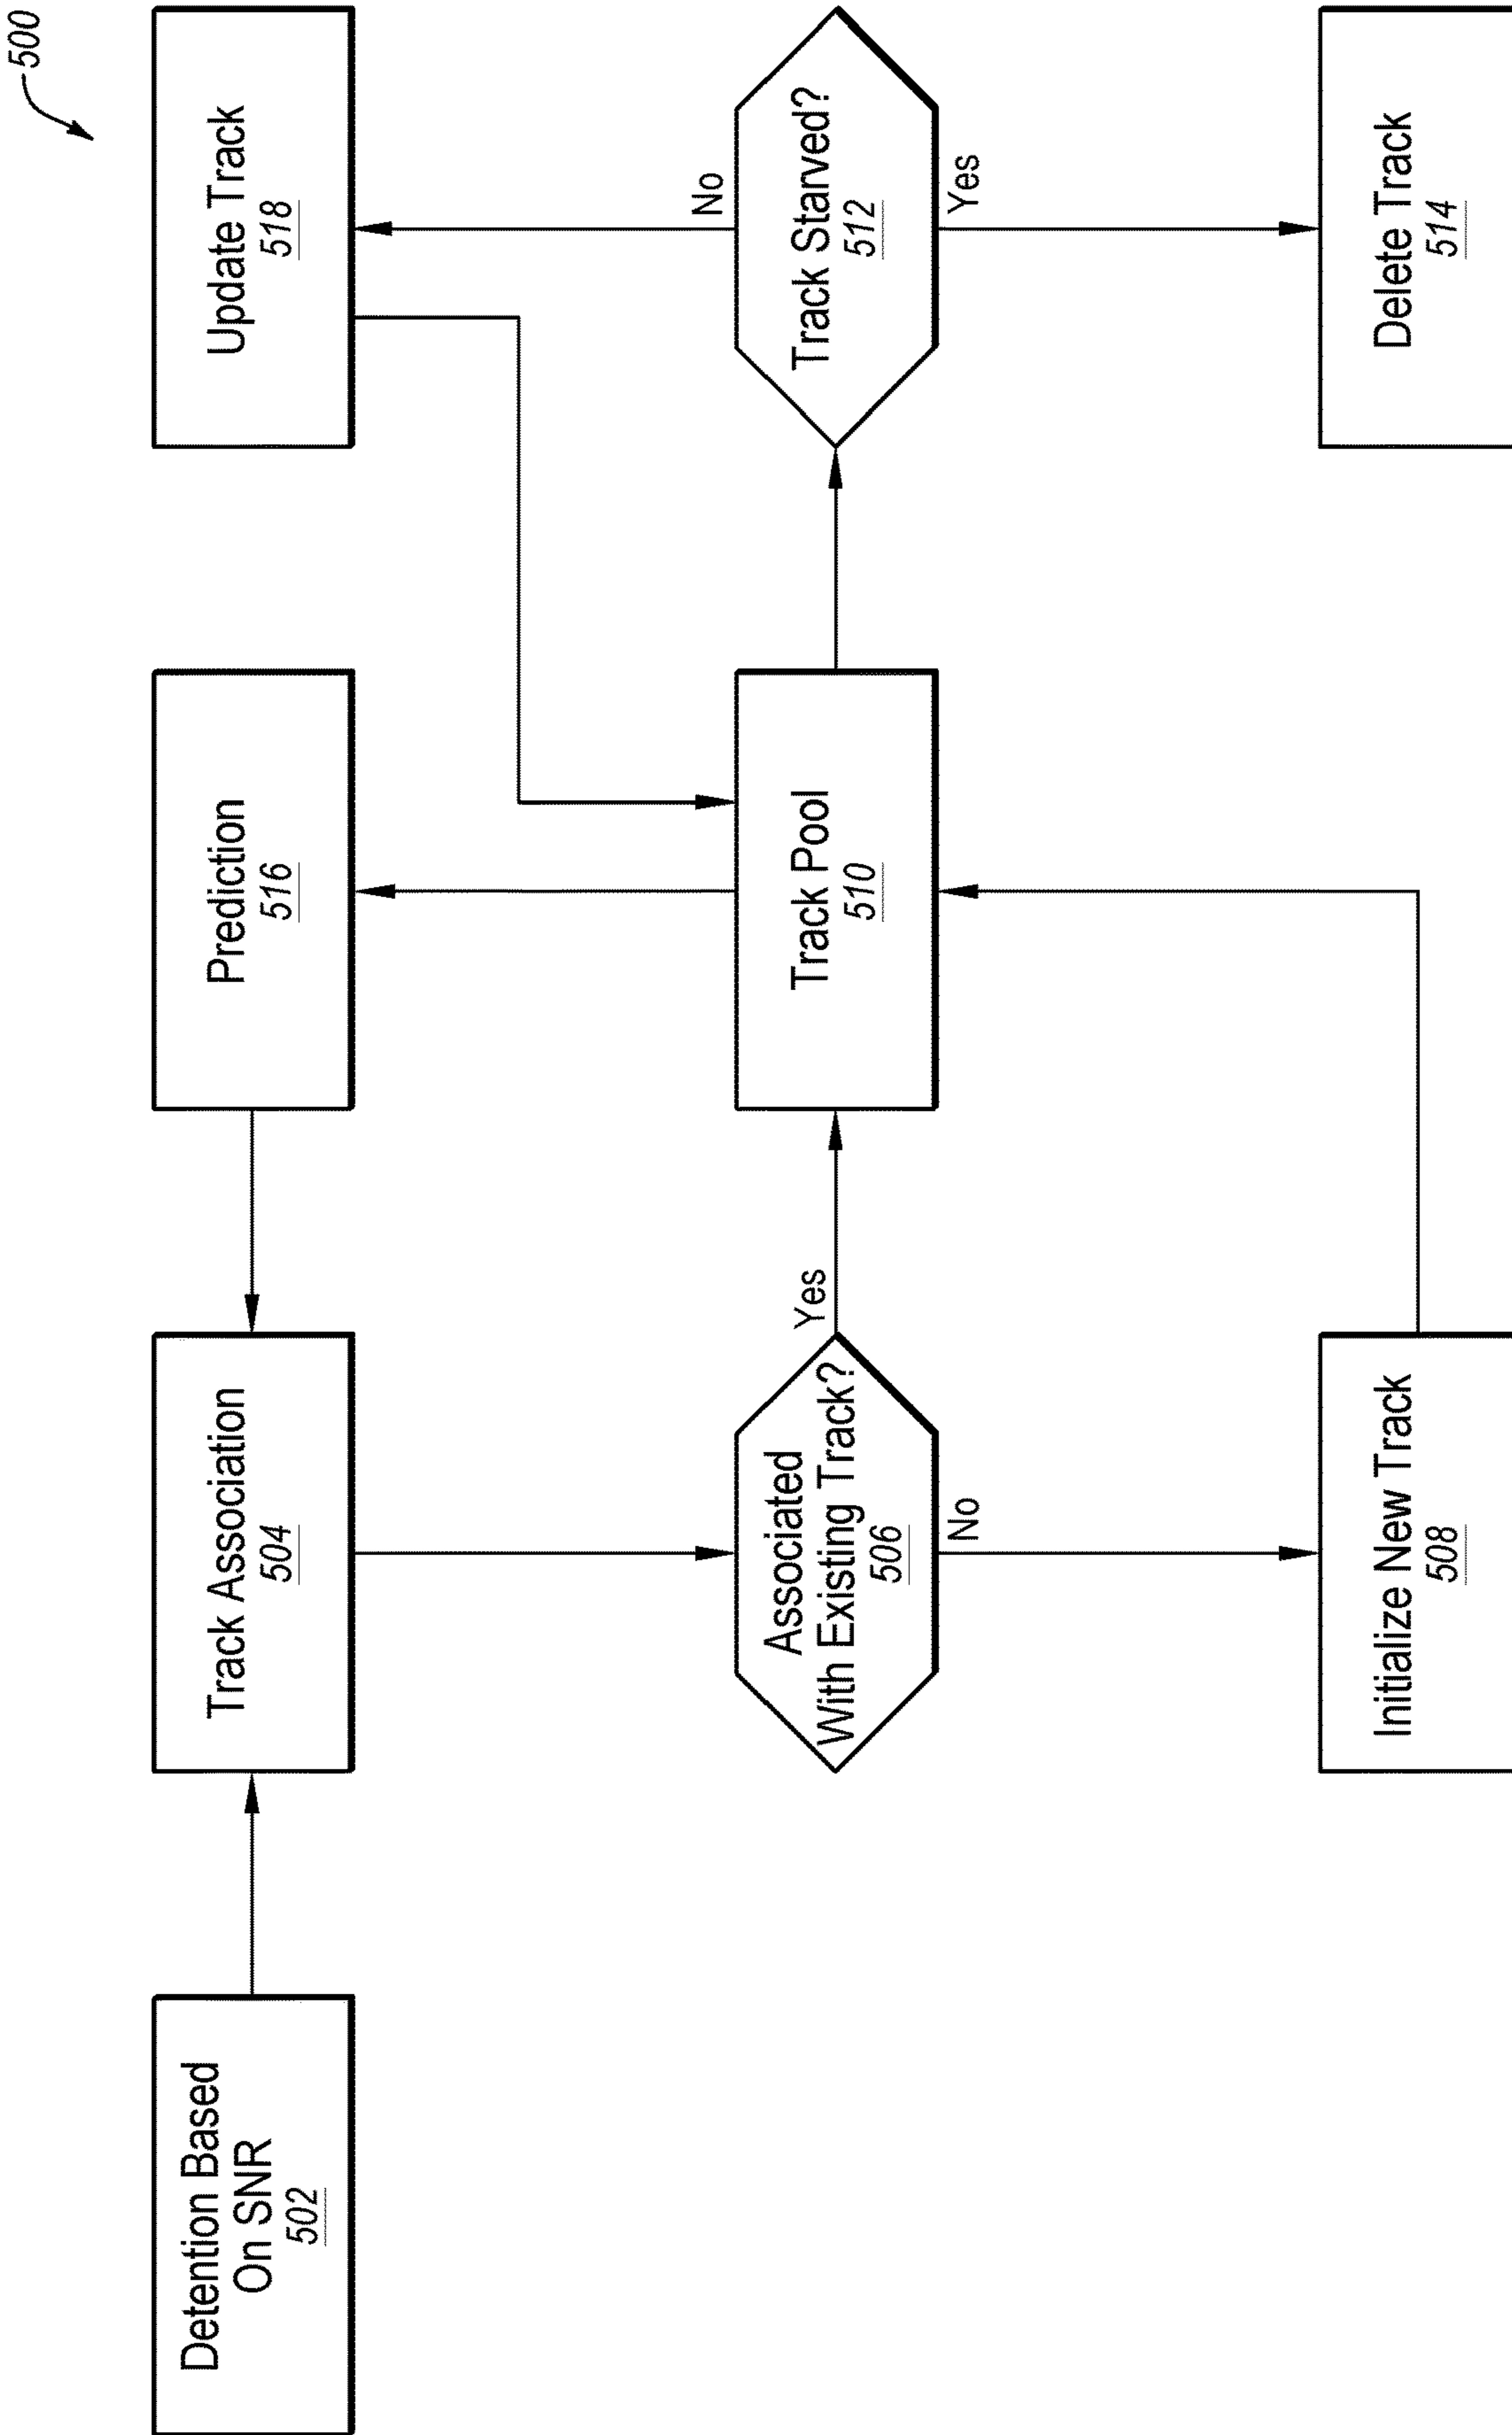 500
Detention Based
On SNR
502
Track Association
504
Prediction
516
Update Track
518
Associated
With Existing Track?
506
Yes
No
Track Pool
510
Track Starved?
512
No
Yes
Initialize New Track
508
Delete Track
514